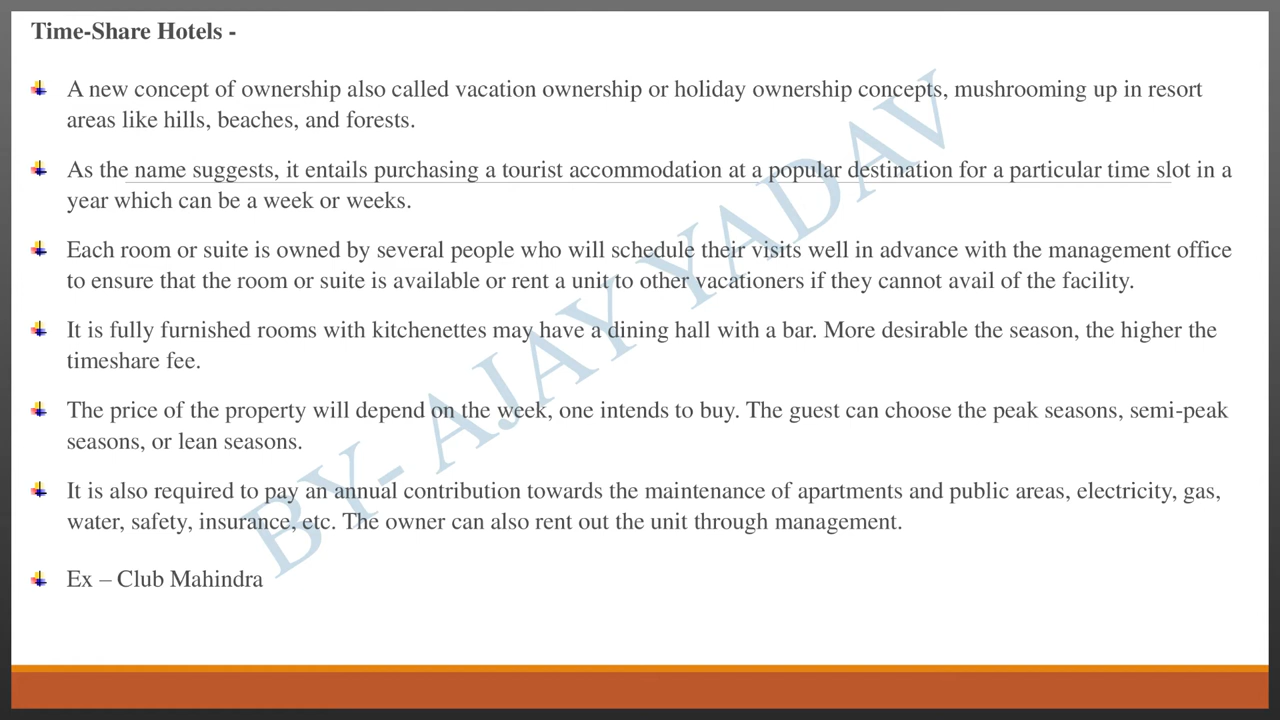 Time-Share Hotels -
A new concept of ownership also called vacation ownership or holiday ownership concepts, mushrooming up in resort
areas like hills, beaches, and forests.
As the name suggests, it entails purchasing a tourist accommodation at a popular destination for a particular time slot in a
year which can be a week or weeks.
Each room or suite is owned by several people who will schedule their visits well in advance with the management office
to ensure that the room or suite is available or rent a unit to other vacationers if they cannot avail of the facility.
It is fully furnished rooms with kitchenettes may have a dining hall with a bar. More desirable the season, the higher the
timeshare fee.
The price of the property will depend on the week, one intends to buy. The guest can choose the peak seasons, semi-peak
seasons, or lean seasons.
It is also required to pay an annual contribution towards the maintenance of apartments and public areas, electricity, gas,
water, safety, insurance, etc. The owner can also rent out the unit through management.
Ex – Club Mahindra
BY- AJAY YADAV